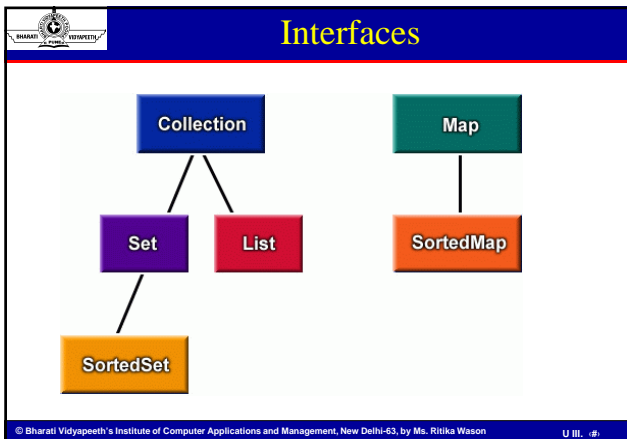 BHARATI VIDYAPEETH
PUNE
Interfaces
Collection Map
Set List SortedMap
SortedSet
© Bharati Vidyapeeth's Institute of Computer Applications and Management, New Delhi-63, by Ms. Ritika Wason U III. ‹#›